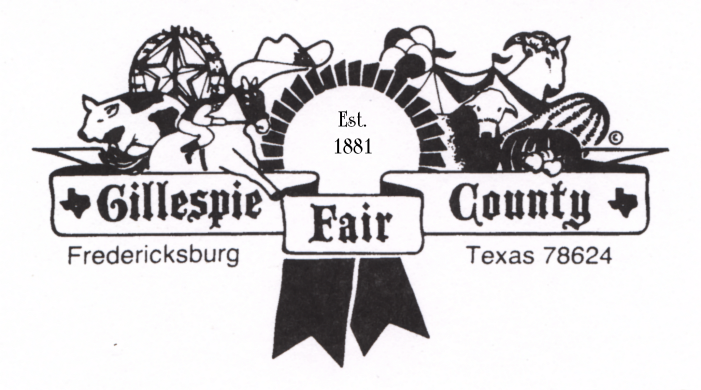 Est.
1881
©
Gillespie
Fair
County
Fredericksburg
Texas 78624